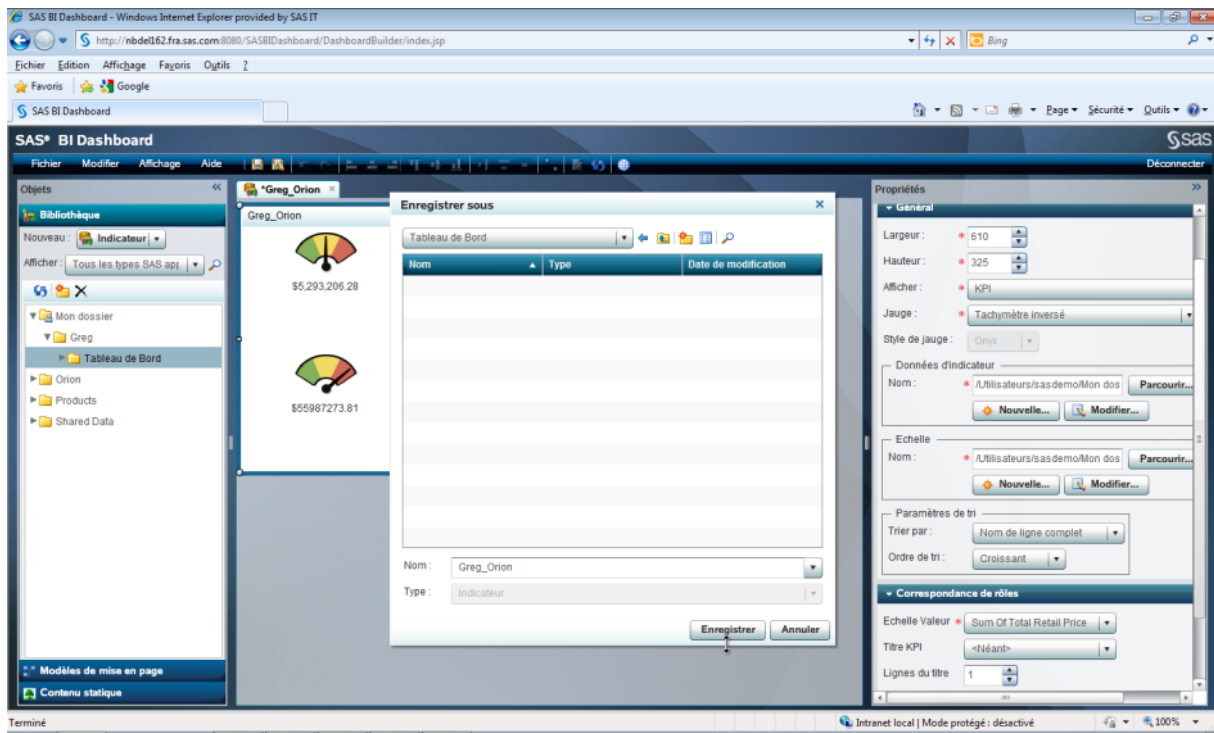 SAS BI Dashboard - Windows Internet Explorer provided by SAS IT
http://nbdel162.fra.sas.com:8080/SASBIDashboard/DashboardBuilder/index.jsp
Bing
Fichier Edition Affichage Favoris Outils ?
Favoris Google
SAS BI Dashboard
Page Sécurité Outils
SAS® BI Dashboard
sas
Fichier Modifier Affichage Aide
Déconnecter
Objets
Bibliothèque
Nouveau : Indicateur
Afficher : Tous les types SAS app
Mon dossier
Greg
Tableau de Bord
Orion
Products
Shared Data
Modèles de mise en page
Contenu statique
*Greg_Orion
Greg_Orion
$5,293,206.28
$55987273.81
Enregistrer sous
Tableau de Bord
Nom Type Date de modification
Nom : Greg_Orion
Type : Indicateur
Enregistrer Annuler
Propriétés
Général
Largeur : * 610
Hauteur : * 325
Afficher : * KPI
Jauge : * Tachymètre inversé
Style de jauge : Onyx
Données d'indicateur
Nom : * /Utilisateurs/sasdemo/Mon dos Parcourir...
Nouvelle... Modifier...
Echelle
Nom : * /Utilisateurs/sasdemo/Mon dos Parcourir...
Nouvelle... Modifier...
Paramètres de tri
Trier par : Nom de ligne complet
Ordre de tri : Croissant
Correspondance de rôles
Echelle Valeur * Sum Of Total Retail Price
Titre KPI <Néant>
Lignes du titre 1
Terminé
Intranet local | Mode protégé : désactivé
100%